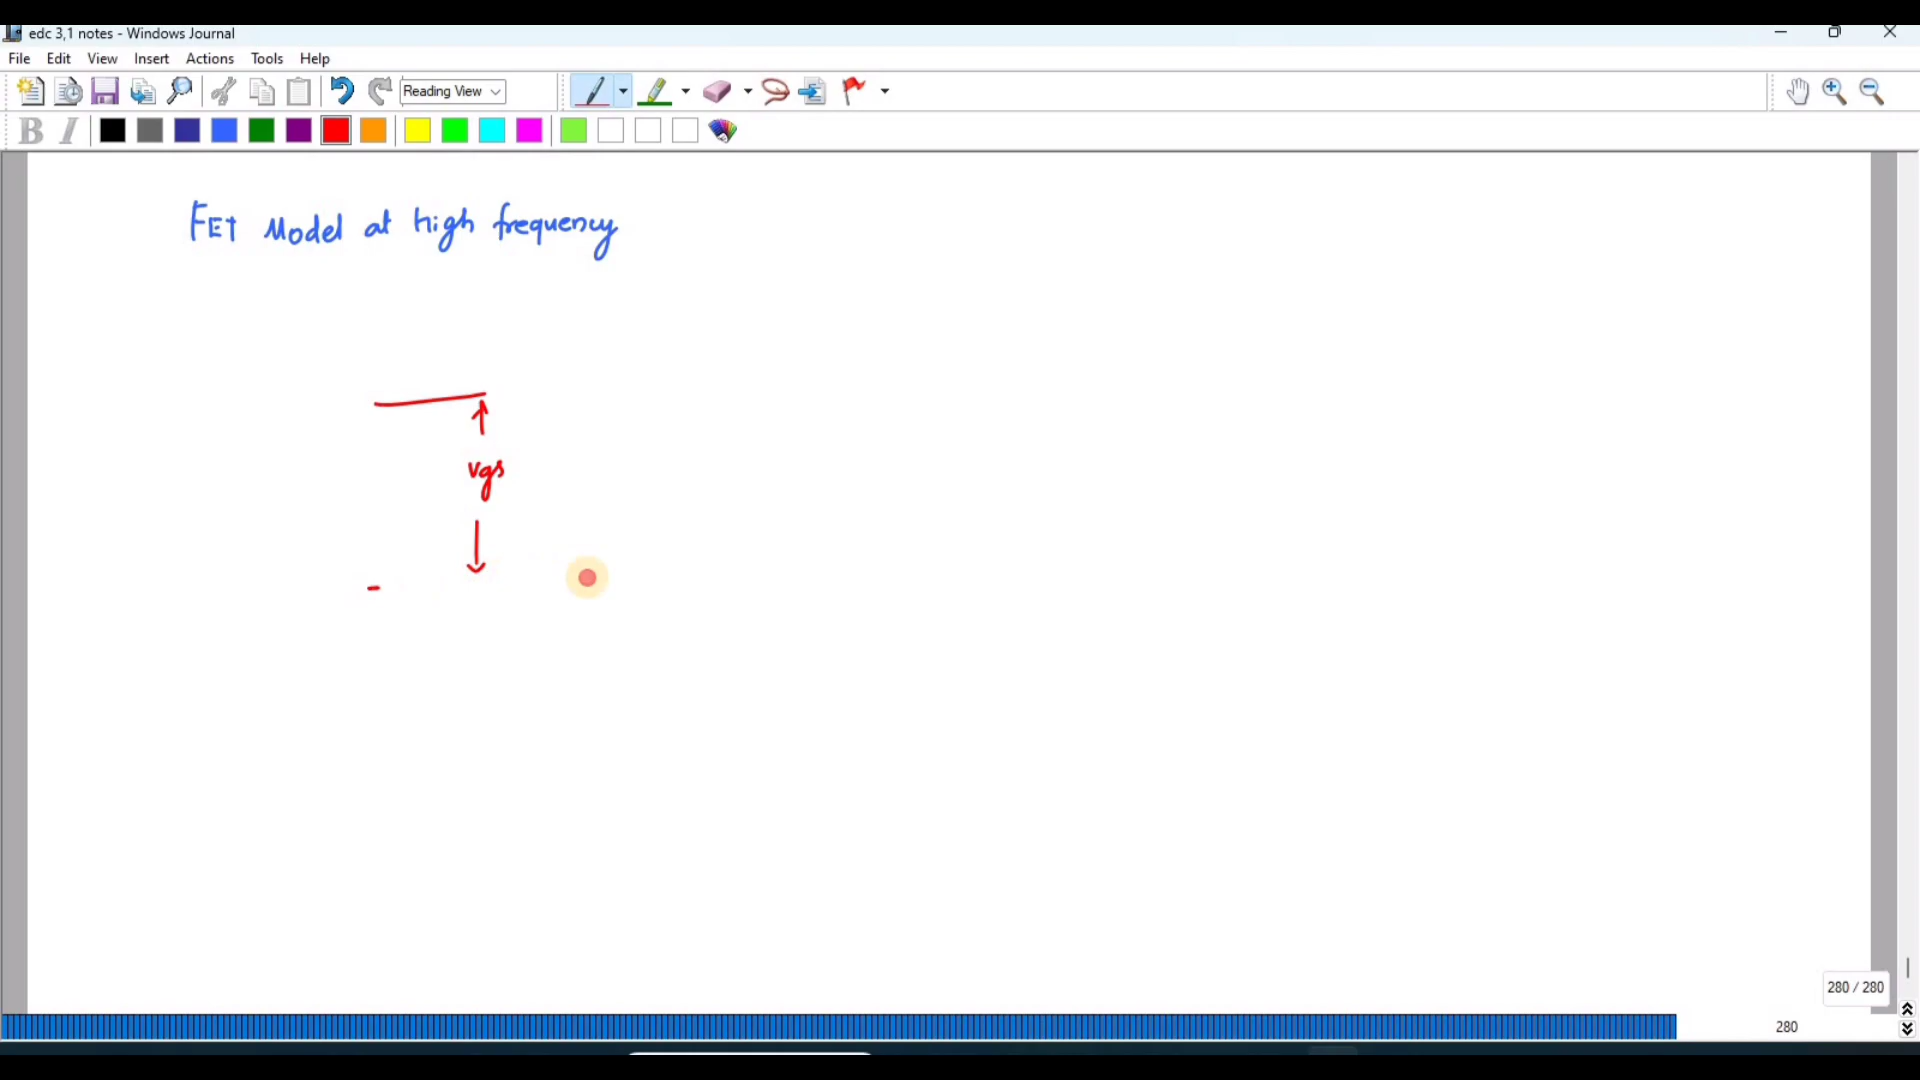 edc 3,1 notes - Windows Journal
File Edit View Insert Actions Tools Help
Reading View
B I
FET Model at high frequency
vgs
280 / 280
280